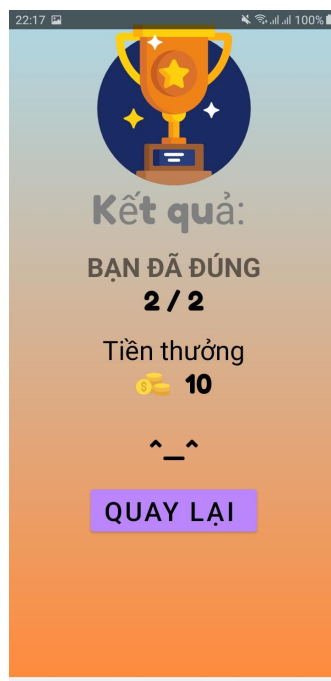 22:17 100%
Kết quả:
BẠN ĐÃ ĐÚNG
2 / 2
Tiền thưởng
10
^_^
QUAY LẠI